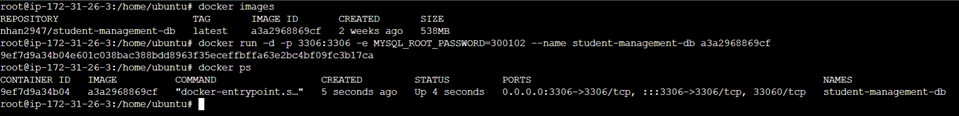 root@ip-172-31-26-3:/home/ubuntu# docker images
REPOSITORY TAG IMAGE ID CREATED SIZE
nhan2947/student-management-db latest a3a2968869cf 2 weeks ago 538MB
root@ip-172-31-26-3:/home/ubuntu# docker run -d -p 3306:3306 -e MYSQL_ROOT_PASSWORD=300102 --name student-management-db a3a2968869cf
9ef7d9a34b04e601c038bac388bdd8963f35eceffbffa63e2bc4bf09fc3b17ca
root@ip-172-31-26-3:/home/ubuntu# docker ps
CONTAINER ID IMAGE COMMAND CREATED STATUS PORTS NAMES
9ef7d9a34b04 a3a2968869cf "docker-entrypoint.s…" 5 seconds ago Up 4 seconds 0.0.0.0:3306->3306/tcp, :::3306->3306/tcp, 33060/tcp student-management-db
root@ip-172-31-26-3:/home/ubuntu#